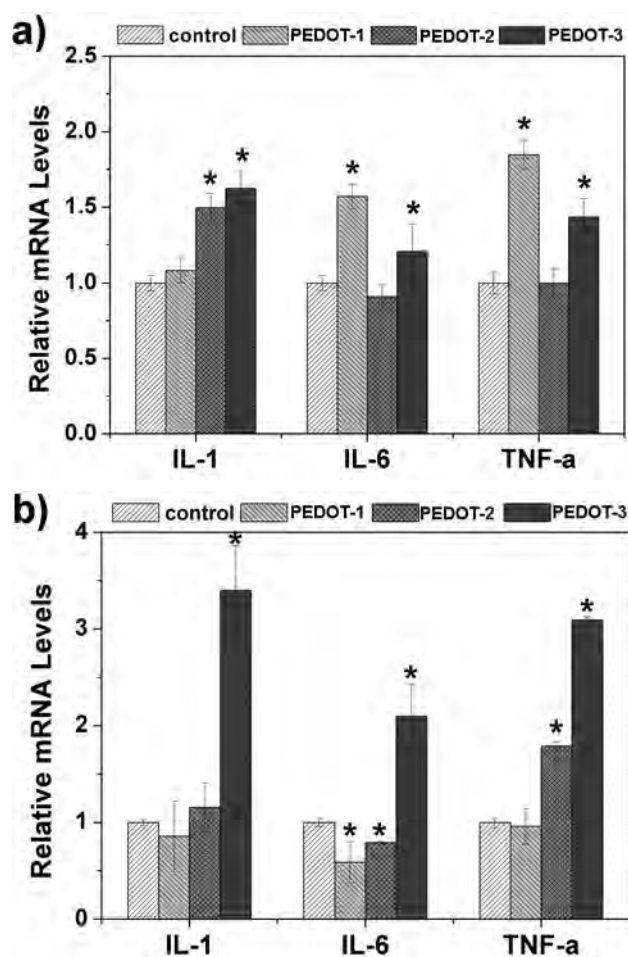 a)
control PEDOT-1 PEDOT-2 PEDOT-3
Relative mRNA Levels
2.5
2.0
1.5
1.0
0.5
0.0
* * * * * *
IL-1 IL-6 TNF-a
b)
control PEDOT-1 PEDOT-2 PEDOT-3
Relative mRNA Levels
4
3
2
1
0
* * * * * *
IL-1 IL-6 TNF-a